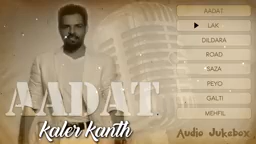 AADAT
Kaler Kanth
AADAT
LAK
DILDARA
ROAD
SAZA
PEYO
GALTI
MEHFIL
Audio Jukebox